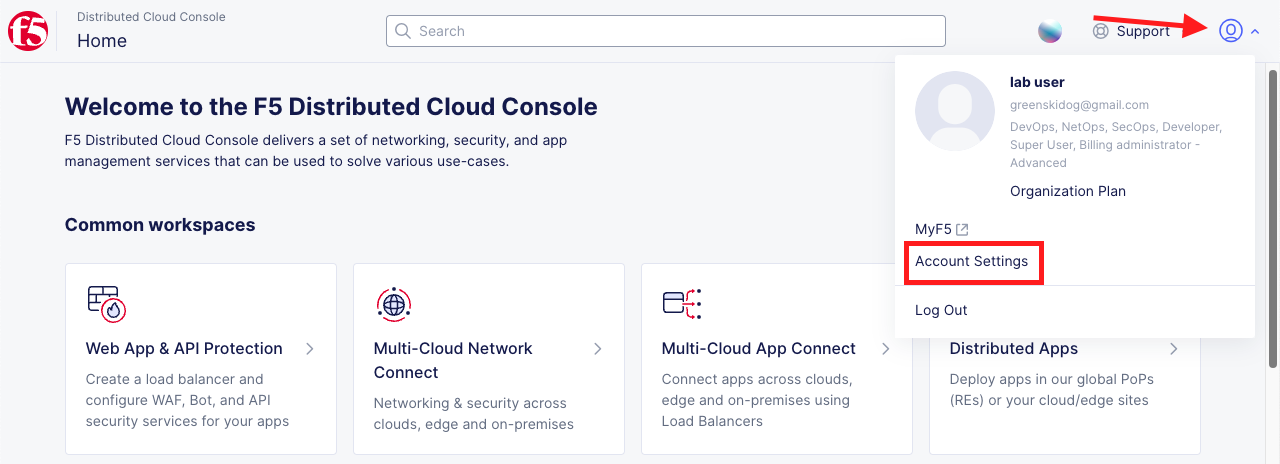 f5
Distributed Cloud Console
Home
Search
Support
lab user
greenskidog@gmail.com
DevOps, NetOps, SecOps, Developer,
Super User, Billing administrator -
Advanced
Organization Plan
MyF5
Account Settings
Log Out
Welcome to the F5 Distributed Cloud Console
F5 Distributed Cloud Console delivers a set of networking, security, and app
management services that can be used to solve various use-cases.
Common workspaces
Web App & API Protection
Create a load balancer and
configure WAF, Bot, and API
security services for your apps
Multi-Cloud Network
Connect
Networking & security across
clouds, edge and on-premises
Multi-Cloud App Connect
Connect apps across clouds,
edge and on-premises using
Load Balancers
Distributed Apps
Deploy apps in our global PoPs
(REs) or your cloud/edge sites